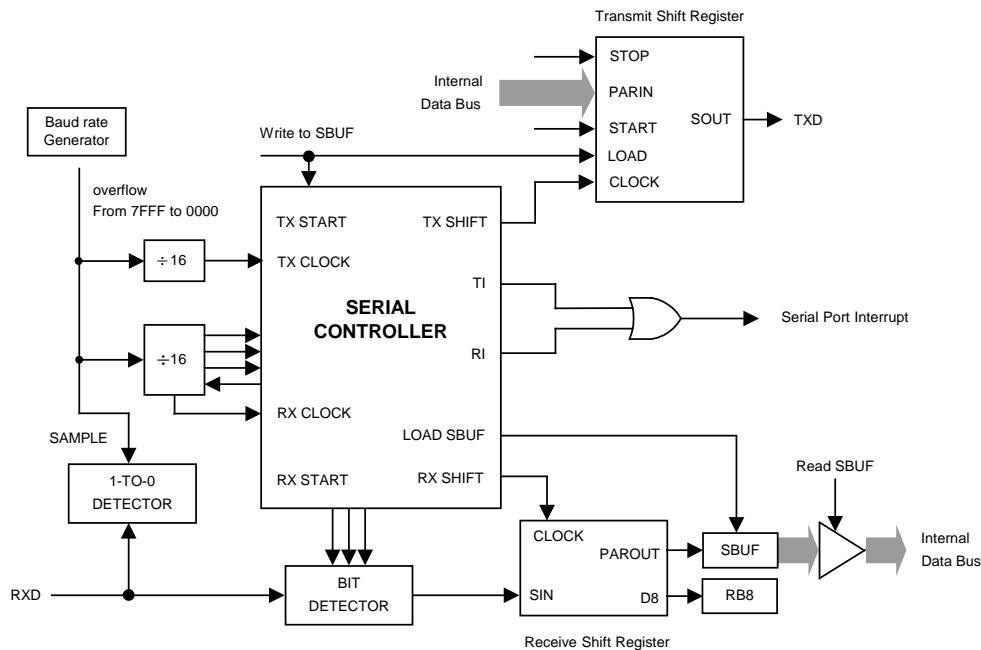 Transmit Shift Register
STOP
Internal
Data Bus
PARIN
START
SOUT
TXD
LOAD
CLOCK
Baud rate
Generator
Write to SBUF
overflow
From 7FFF to 0000
TX START
TX SHIFT
÷16
TX CLOCK
TI
SERIAL
CONTROLLER
Serial Port Interrupt
÷16
RI
RX CLOCK
SAMPLE
LOAD SBUF
1-TO-0
DETECTOR
RX START
RX SHIFT
Read SBUF
CLOCK
PAROUT
SBUF
Internal
Data Bus
RXD
BIT
DETECTOR
SIN
D8
RB8
Receive Shift Register